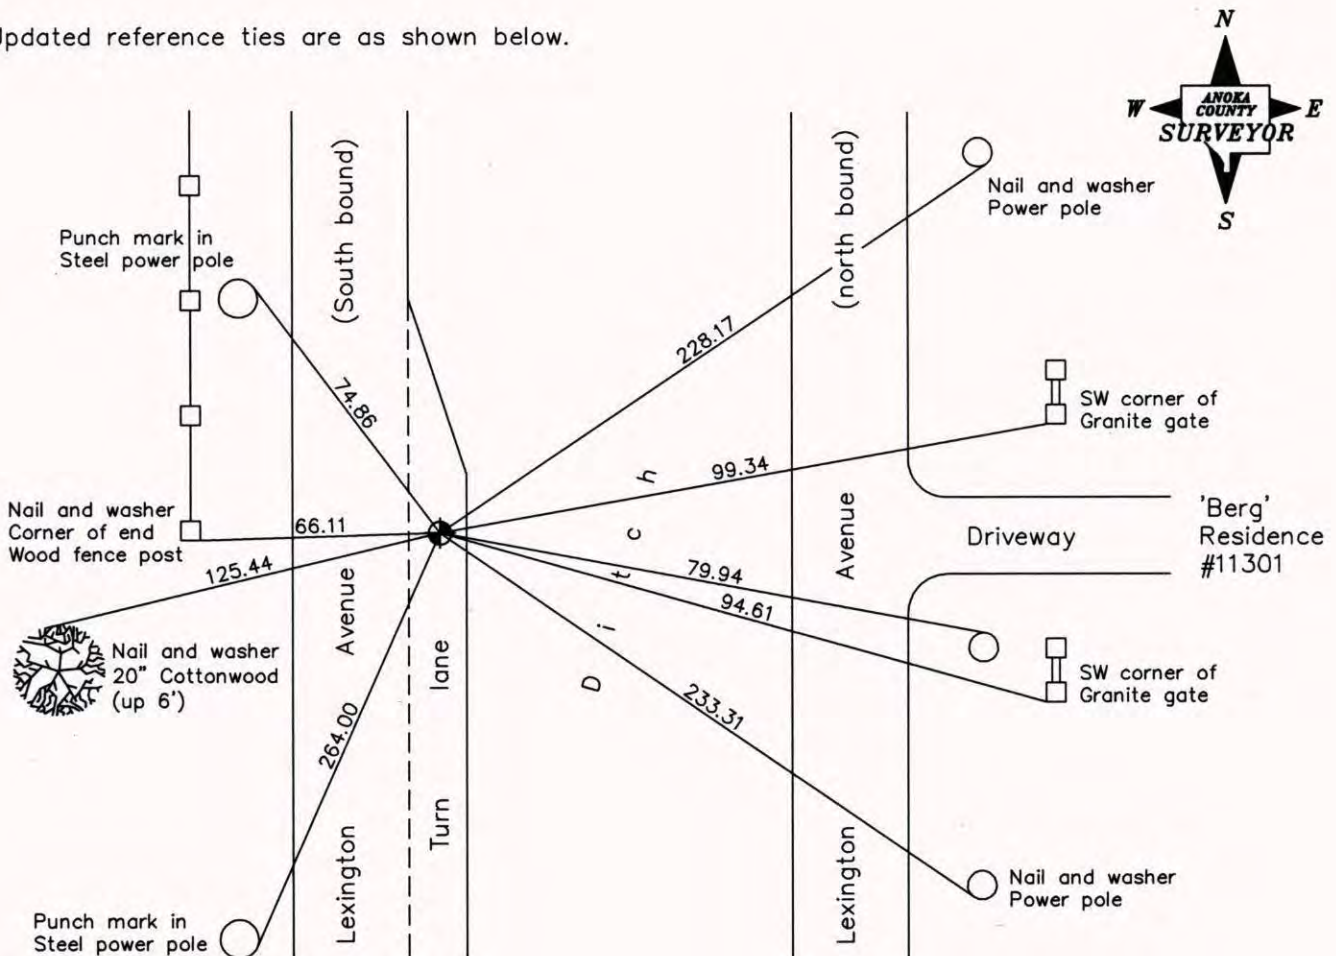 Updated reference ties are as shown below.
N
W
ANOKA
COUNTY
E
SURVEYOR
S
(South bound)
(north bound)
Nail and washer
Power pole
Punch mark in
Steel power pole
228.17
74.86
SW corner of
Granite gate
99.34
Nail and washer
Corner of end
Wood fence post
66.11
125.44
Ditch
Avenue
Driveway
'Berg'
Residence
#11301
79.94
94.61
Avenue
Nail and washer
20" Cottonwood
(up 6')
lane
SW corner of
Granite gate
264.00
233.31
Turn
Lexington
Lexington
Nail and washer
Power pole
Punch mark in
Steel power pole